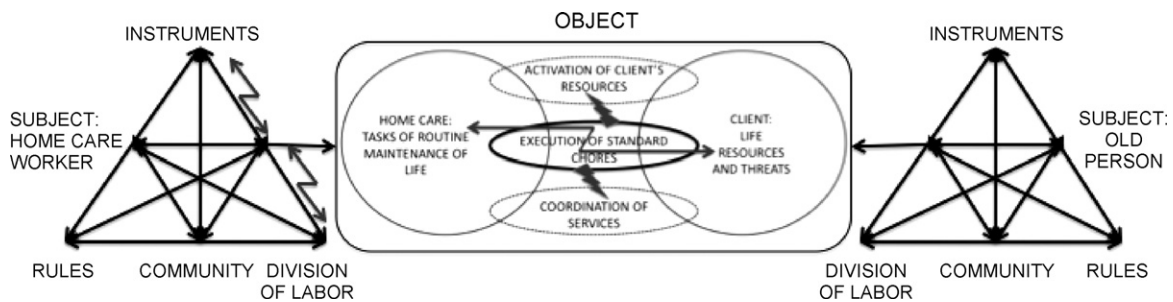 OBJECT
INSTRUMENTS
SUBJECT:
HOME CARE
WORKER
RULES
COMMUNITY
DIVISION
OF LABOR
ACTIVATION OF CLIENT'S
RESOURCES
HOME CARE:
TASKS OF ROUTINE
MAINTENANCE OF
LIFE
EXECUTION OF STANDARD
CHORES
CLIENT:
LIFE
RESOURCES
AND THREATS
COORDINATION OF
SERVICES
INSTRUMENTS
SUBJECT:
OLD
PERSON
DIVISION
OF LABOR
COMMUNITY
RULES